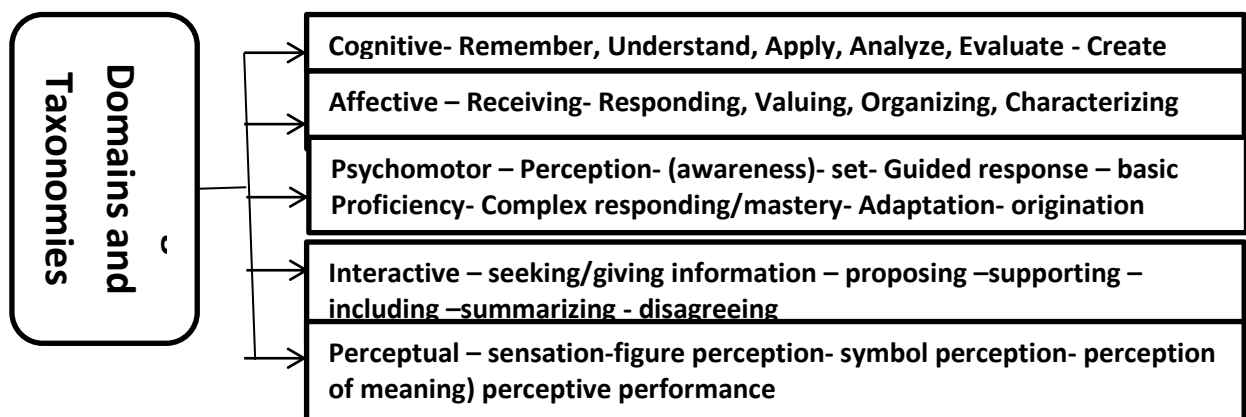 Domains and
Taxonomies
Cognitive- Remember, Understand, Apply, Analyze, Evaluate - Create
Affective – Receiving- Responding, Valuing, Organizing, Characterizing
Psychomotor – Perception- (awareness)- set- Guided response – basic
Proficiency- Complex responding/mastery- Adaptation- origination
Interactive – seeking/giving information – proposing –supporting –
including –summarizing - disagreeing
Perceptual – sensation-figure perception- symbol perception- perception
of meaning) perceptive performance